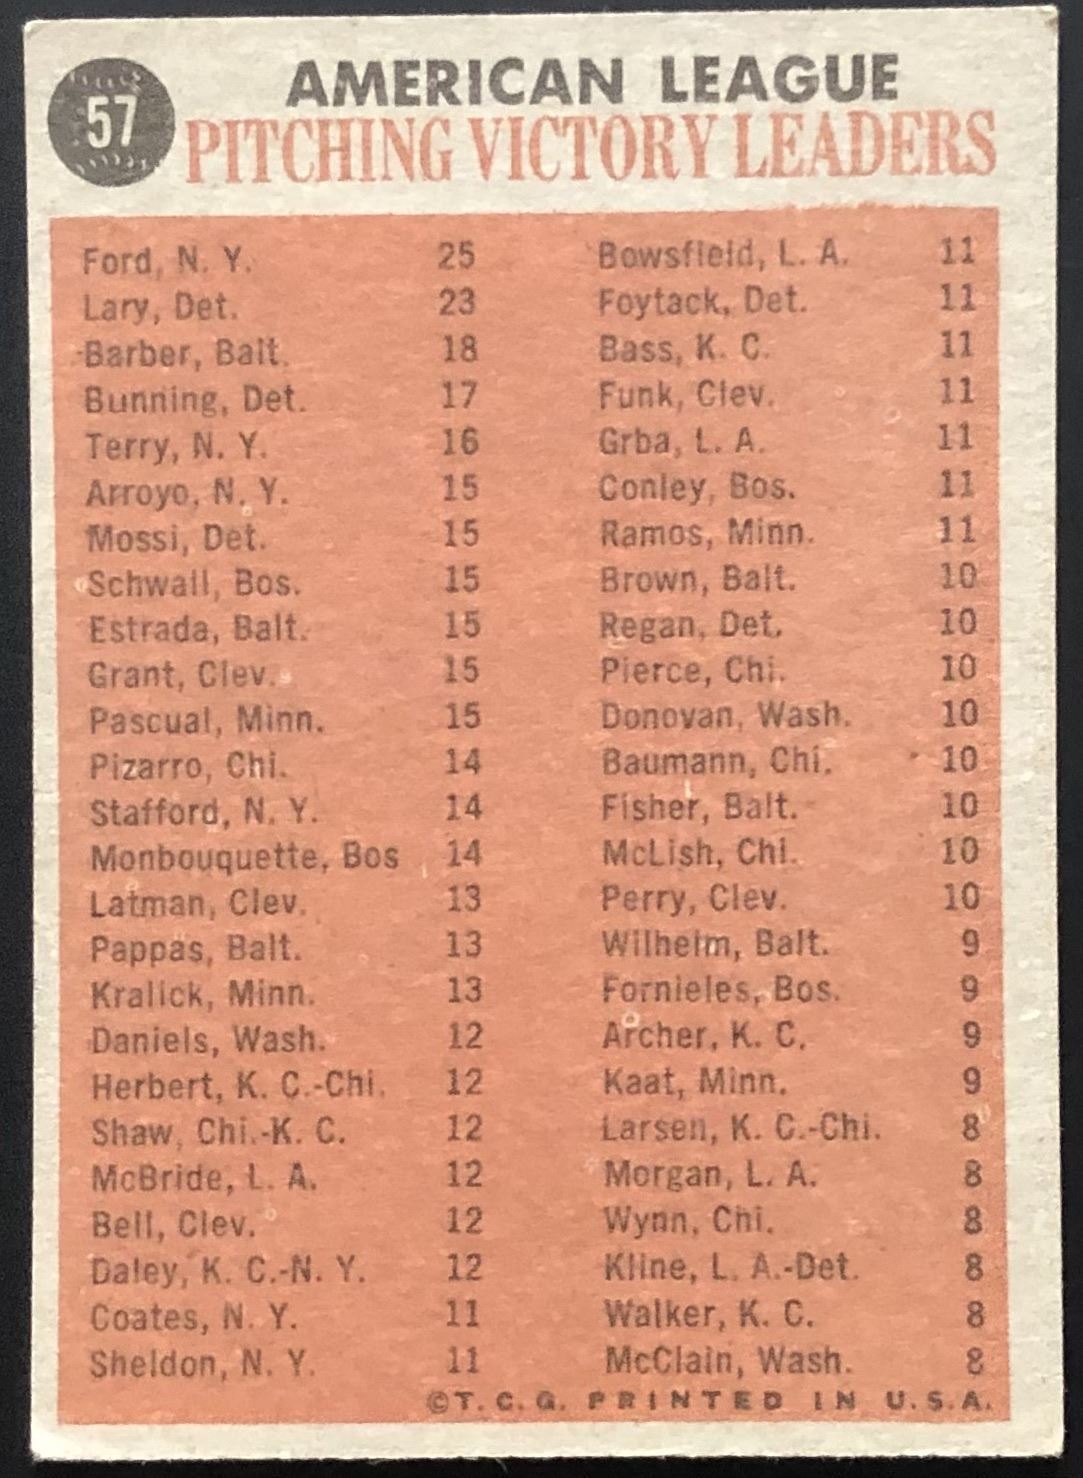 57
AMERICAN LEAGUE
PITCHING VICTORY LEADERS
Ford, N. Y. 25
Lary, Det. 23
Barber, Balt. 18
Bunning, Det. 17
Terry, N. Y. 16
Arroyo, N. Y. 15
Mossi, Det. 15
Schwall, Bos. 15
Estrada, Balt. 15
Grant, Clev. 15
Pascual, Minn. 15
Pizarro, Chi. 14
Stafford, N. Y. 14
Monbouquette, Bos 14
Latman, Clev. 13
Pappas, Balt. 13
Kralick, Minn. 13
Daniels, Wash. 12
Herbert, K. C.-Chi. 12
Shaw, Chi.-K. C. 12
McBride, L. A. 12
Bell, Clev. 12
Daley, K. C.-N. Y. 12
Coates, N. Y. 11
Sheldon, N. Y. 11
Bowsfield, L. A. 11
Foytack, Det. 11
Bass, K. C. 11
Funk, Clev. 11
Grba, L. A. 11
Conley, Bos. 11
Ramos, Minn. 11
Brown, Balt. 10
Regan, Det. 10
Pierce, Chi. 10
Donovan, Wash. 10
Baumann, Chi. 10
Fisher, Balt. 10
McLish, Chi. 10
Perry, Clev. 10
Wilhelm, Balt. 9
Fornieles, Bos. 9
Archer, K. C. 9
Kaat, Minn. 9
Larsen, K. C.-Chi. 8
Morgan, L. A. 8
Wynn, Chi. 8
Kline, L. A.-Det. 8
Walker, K. C. 8
McClain, Wash. 8
©T. C. G. PRINTED IN U.S.A.